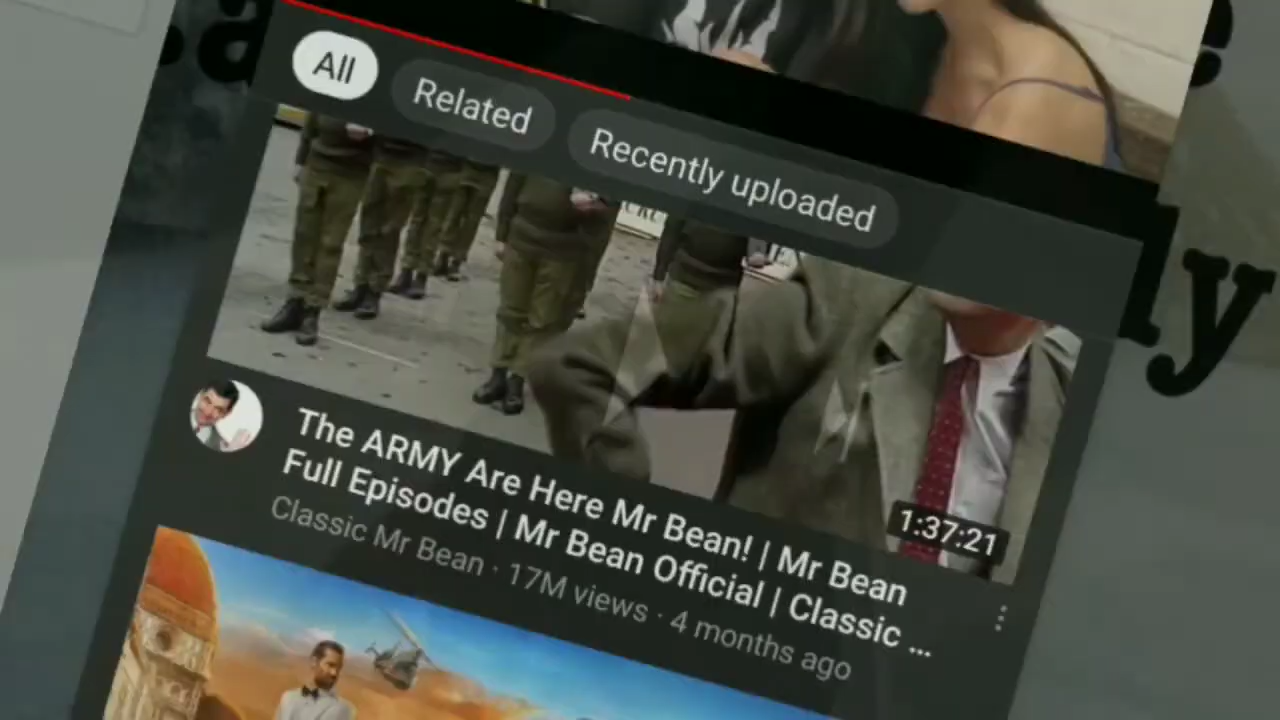 All
Related
Recently uploaded
1:37:21
The ARMY Are Here Mr Bean! | Mr Bean
Full Episodes | Mr Bean Official | Classic ...
Classic Mr Bean · 17M views · 4 months ago